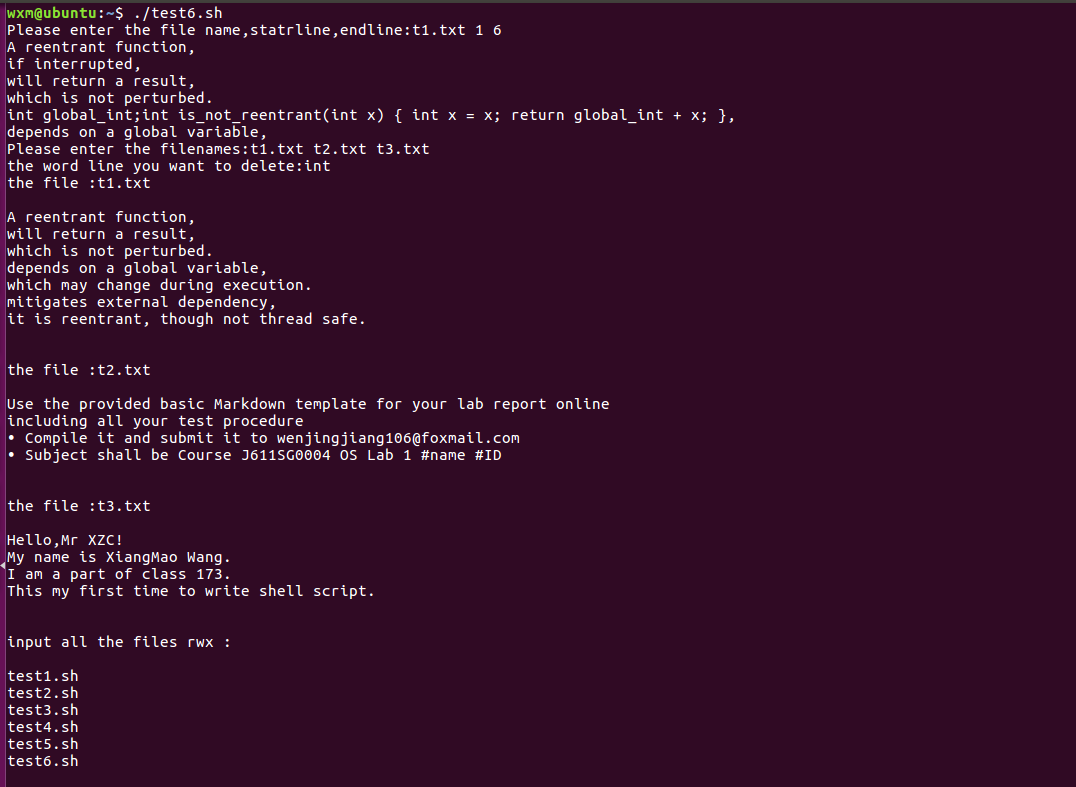 wxm@ubuntu:~$ ./test6.sh
Please enter the file name,statrline,endline:t1.txt 1 6
A reentrant function,
if interrupted,
will return a result,
which is not perturbed.
int global_int;int is_not_reentrant(int x) { int x = x; return global_int + x; },
depends on a global variable,
Please enter the filenames:t1.txt t2.txt t3.txt
the word line you want to delete:int
the file :t1.txt
A reentrant function,
will return a result,
which is not perturbed.
depends on a global variable,
which may change during execution.
mitigates external dependency,
it is reentrant, though not thread safe.
the file :t2.txt
Use the provided basic Markdown template for your lab report online
including all your test procedure
• Compile it and submit it to wenjingjiang106@foxmail.com
• Subject shall be Course J611SG0004 OS Lab 1 #name #ID
the file :t3.txt
Hello,Mr XZC!
My name is XiangMao Wang.
I am a part of class 173.
This my first time to write shell script.
input all the files rwx :
test1.sh
test2.sh
test3.sh
test4.sh
test5.sh
test6.sh